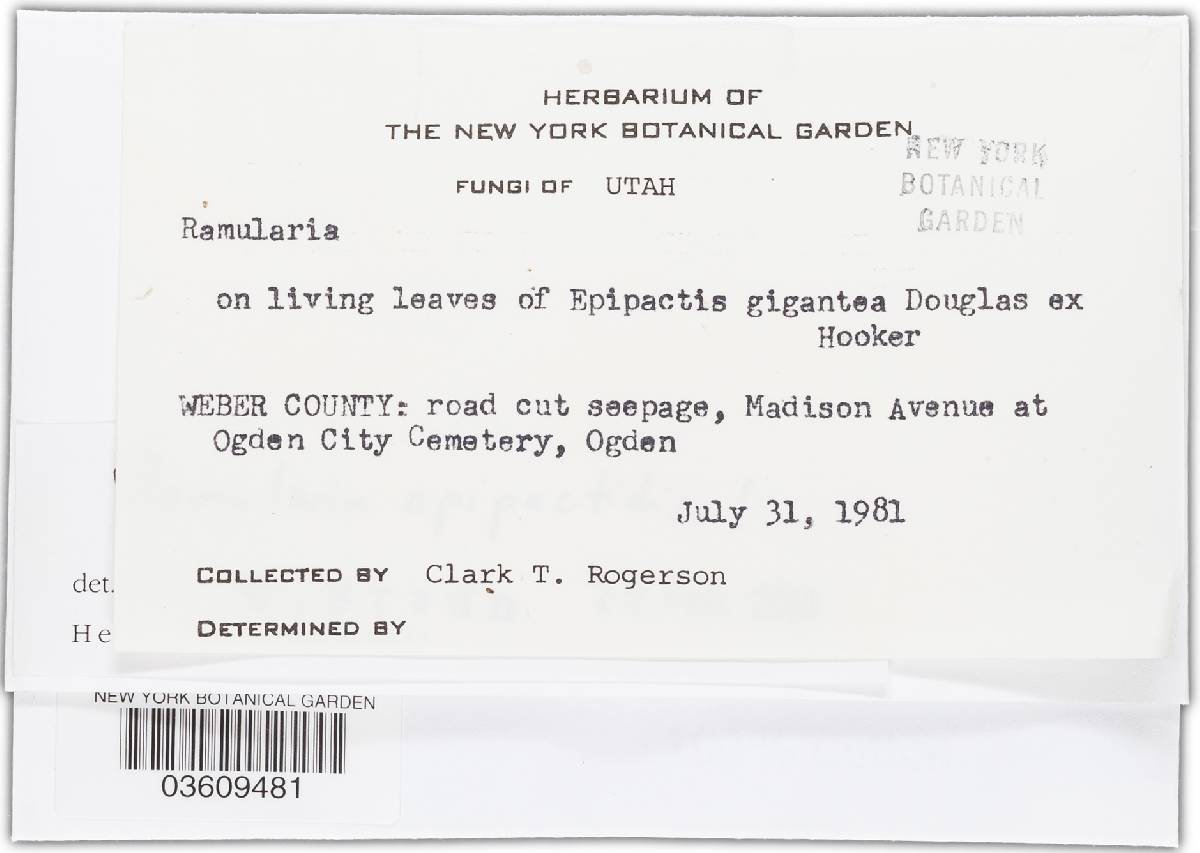 HERBARIUM OF
THE NEW YORK BOTANICAL GARDEN
NEW YORK
BOTANICAL
GARDEN
FUNGI OF UTAH
Ramularia
on living leaves of Epipactis gigantea Douglas ex
Hooker
WEBER COUNTY: road cut seepage, Madison Avenue at
Ogden City Cemetery, Ogden
July 31, 1981
COLLECTED BY Clark T. Rogerson
det.
He
DETERMINED BY
NEW YORK BOTANICAL GARDEN
03609481